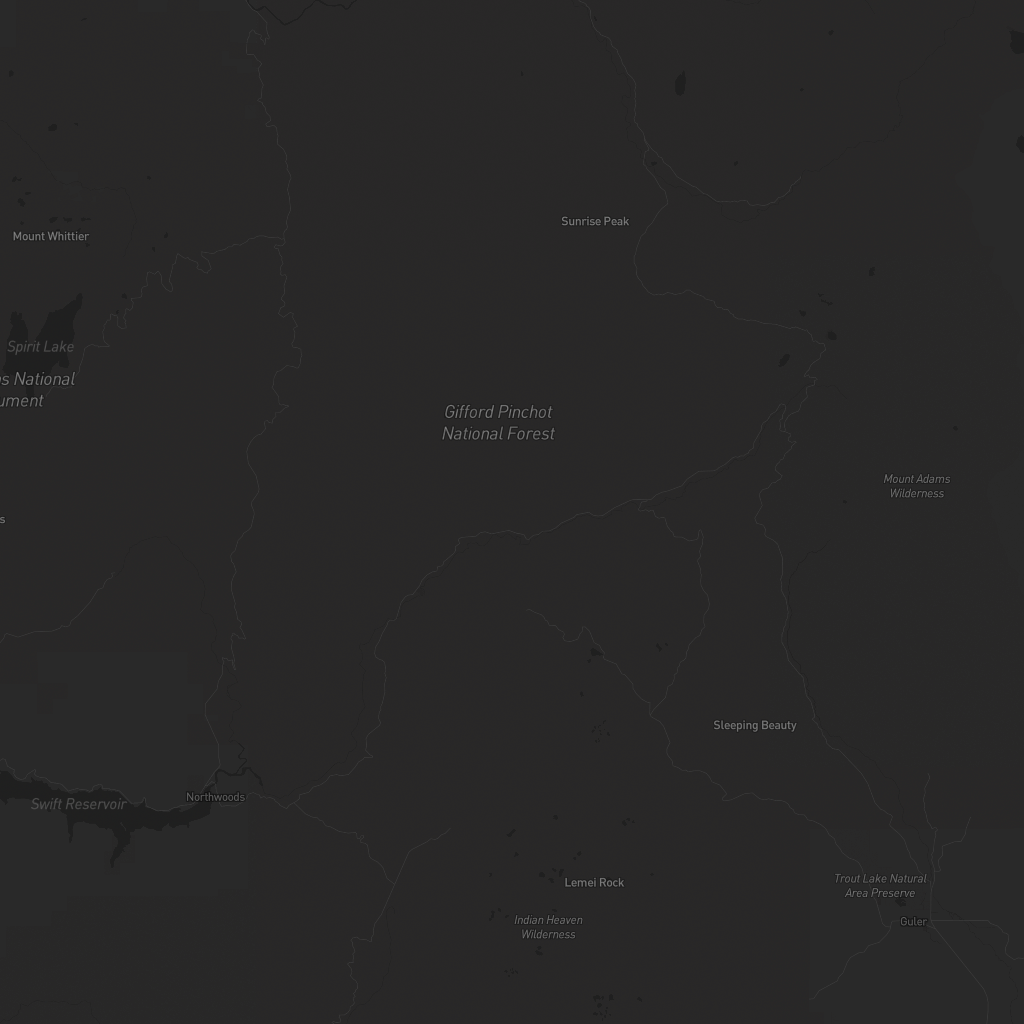 Sunrise Peak
Mount Whittier
Spirit Lake
s National
ument
Gifford Pinchot
National Forest
Mount Adams
Wilderness
s
Sleeping Beauty
Northwoods
Swift Reservoir
Lemei Rock
Trout Lake Natural
Area Preserve
Indian Heaven
Wilderness
Guler